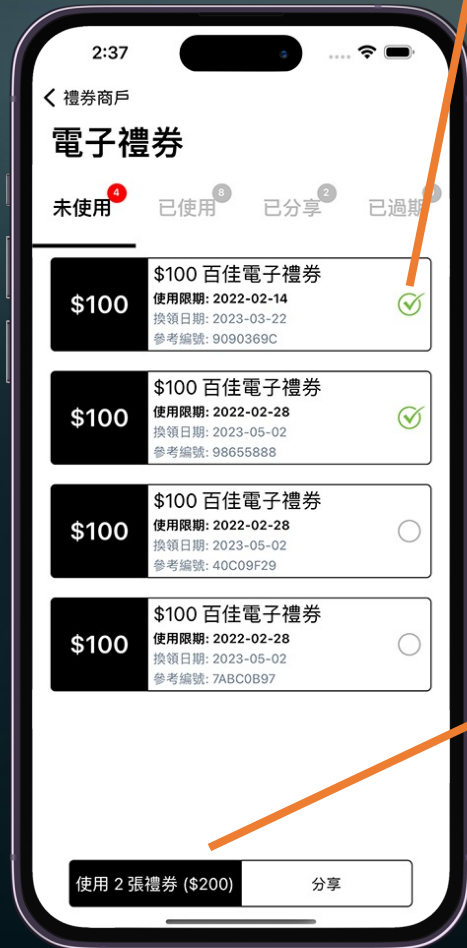 2:37
禮券商戶
電子禮券
未使用 4 已使用 8 已分享 2 已過期
$100
$100 百佳電子禮券
使用限期: 2022-02-14
換領日期: 2023-03-22
參考編號: 9090369C
$100
$100 百佳電子禮券
使用限期: 2022-02-28
換領日期: 2023-05-02
參考編號: 98655888
$100
$100 百佳電子禮券
使用限期: 2022-02-28
換領日期: 2023-05-02
參考編號: 40C09F29
$100
$100 百佳電子禮券
使用限期: 2022-02-28
換領日期: 2023-05-02
參考編號: 7ABC0B97
使用 2 張禮券 ($200) 分享